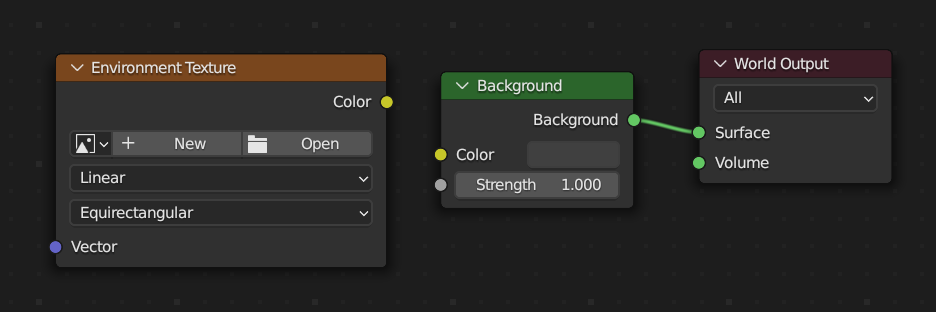 Environment Texture
Color
New Open
Linear
Equirectangular
Vector
Background
Background
Color
Strength 1.000
World Output
All
Surface
Volume